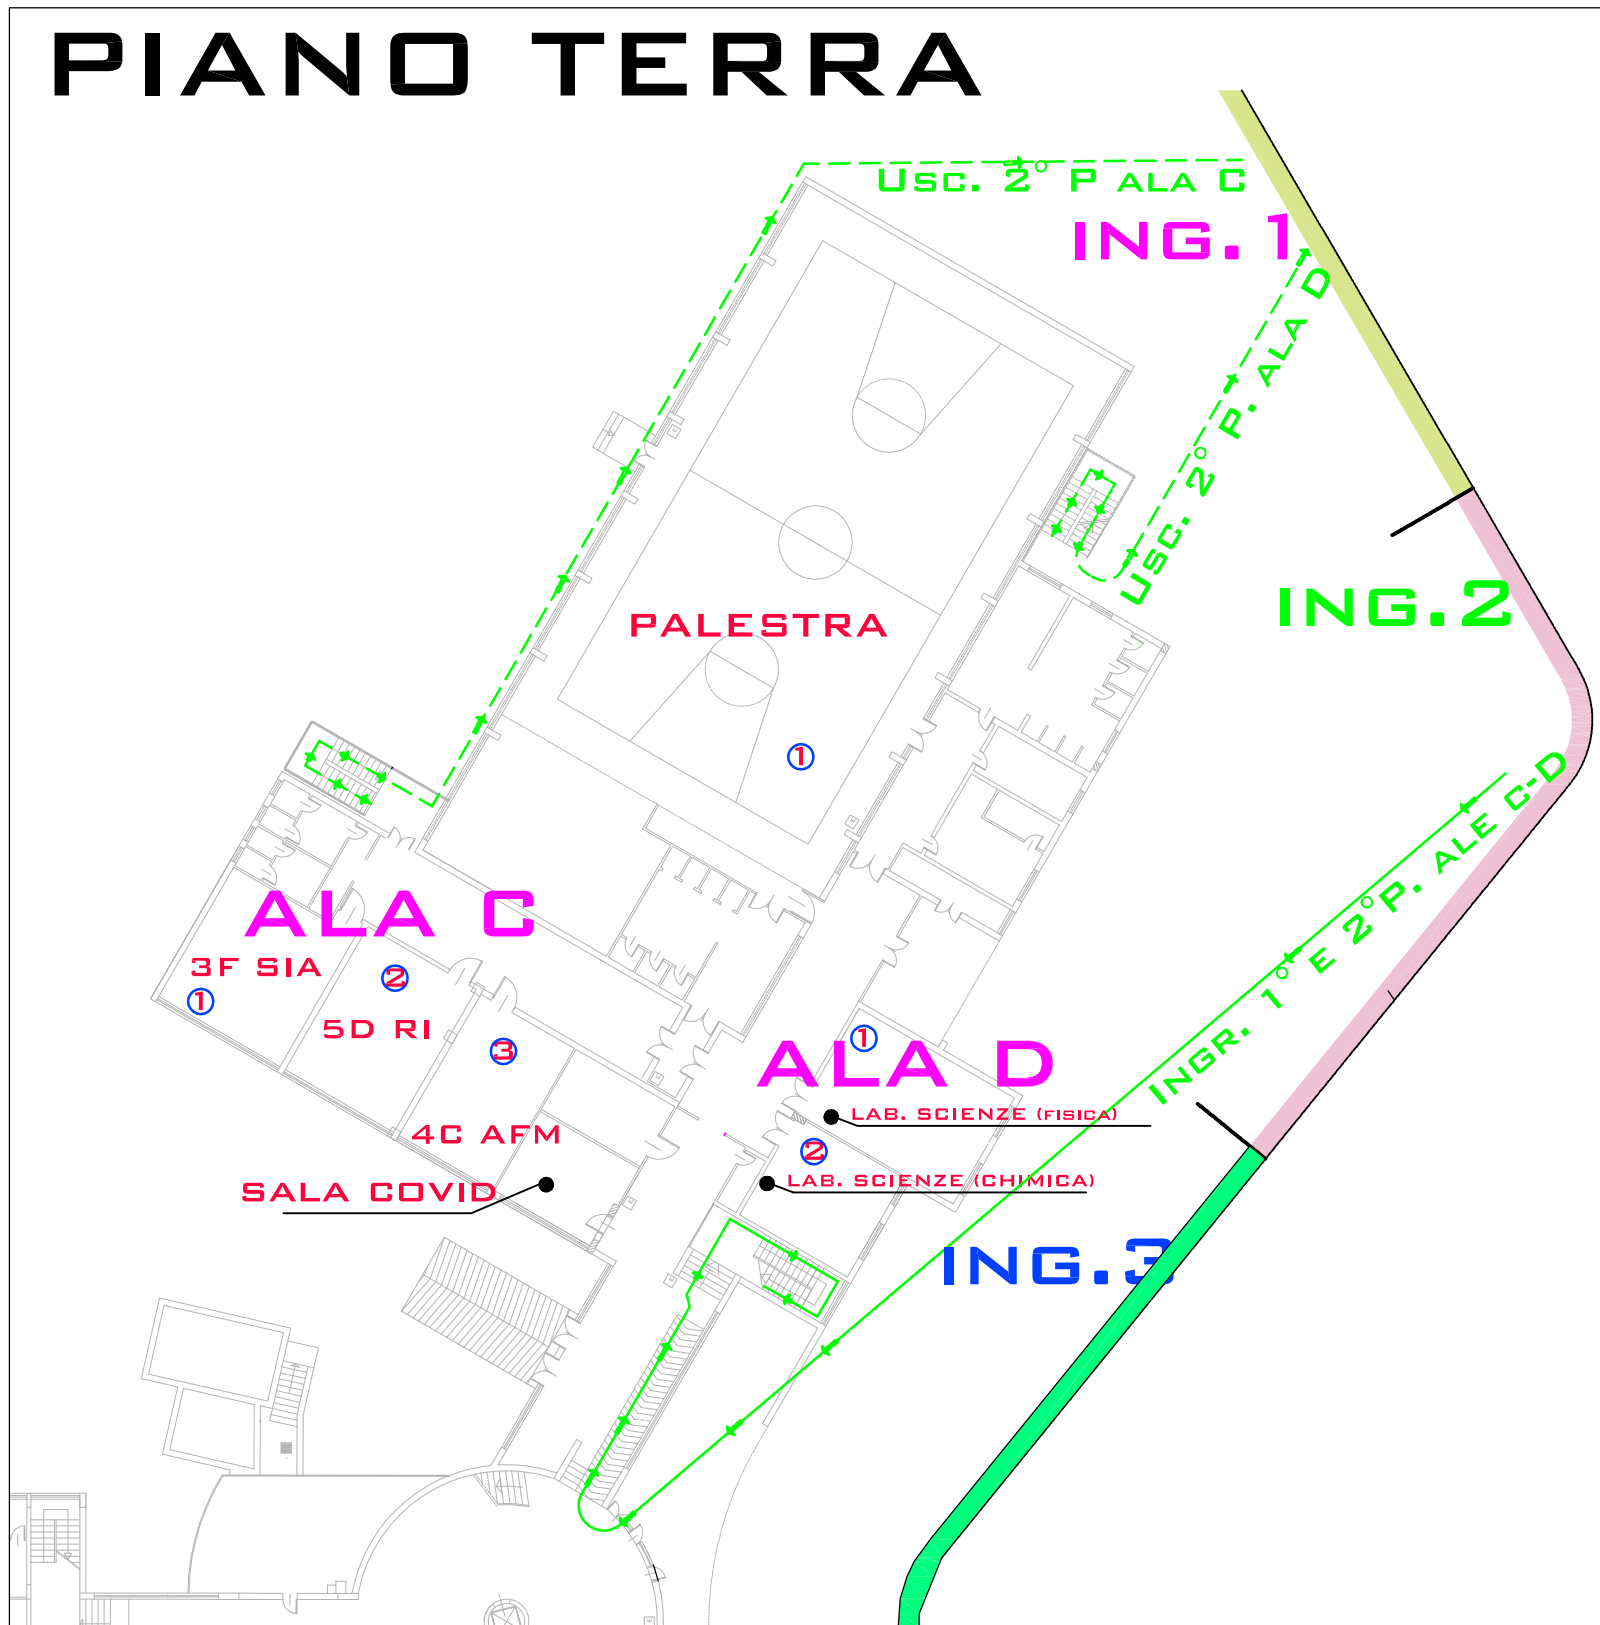 PIANO TERRA
Usc. 2° P ALA C
ING.1
Usc. 2° P. ALA D
ING.2
PALESTRA
1
INGR. 1° E 2° P. ALE C-D
ALA C
3F SIA
1
2
5D RI
3
4C AFM
SALA COVID
1
ALA D
LAB. SCIENZE (FISICA)
2
LAB. SCIENZE (CHIMICA)
ING.3